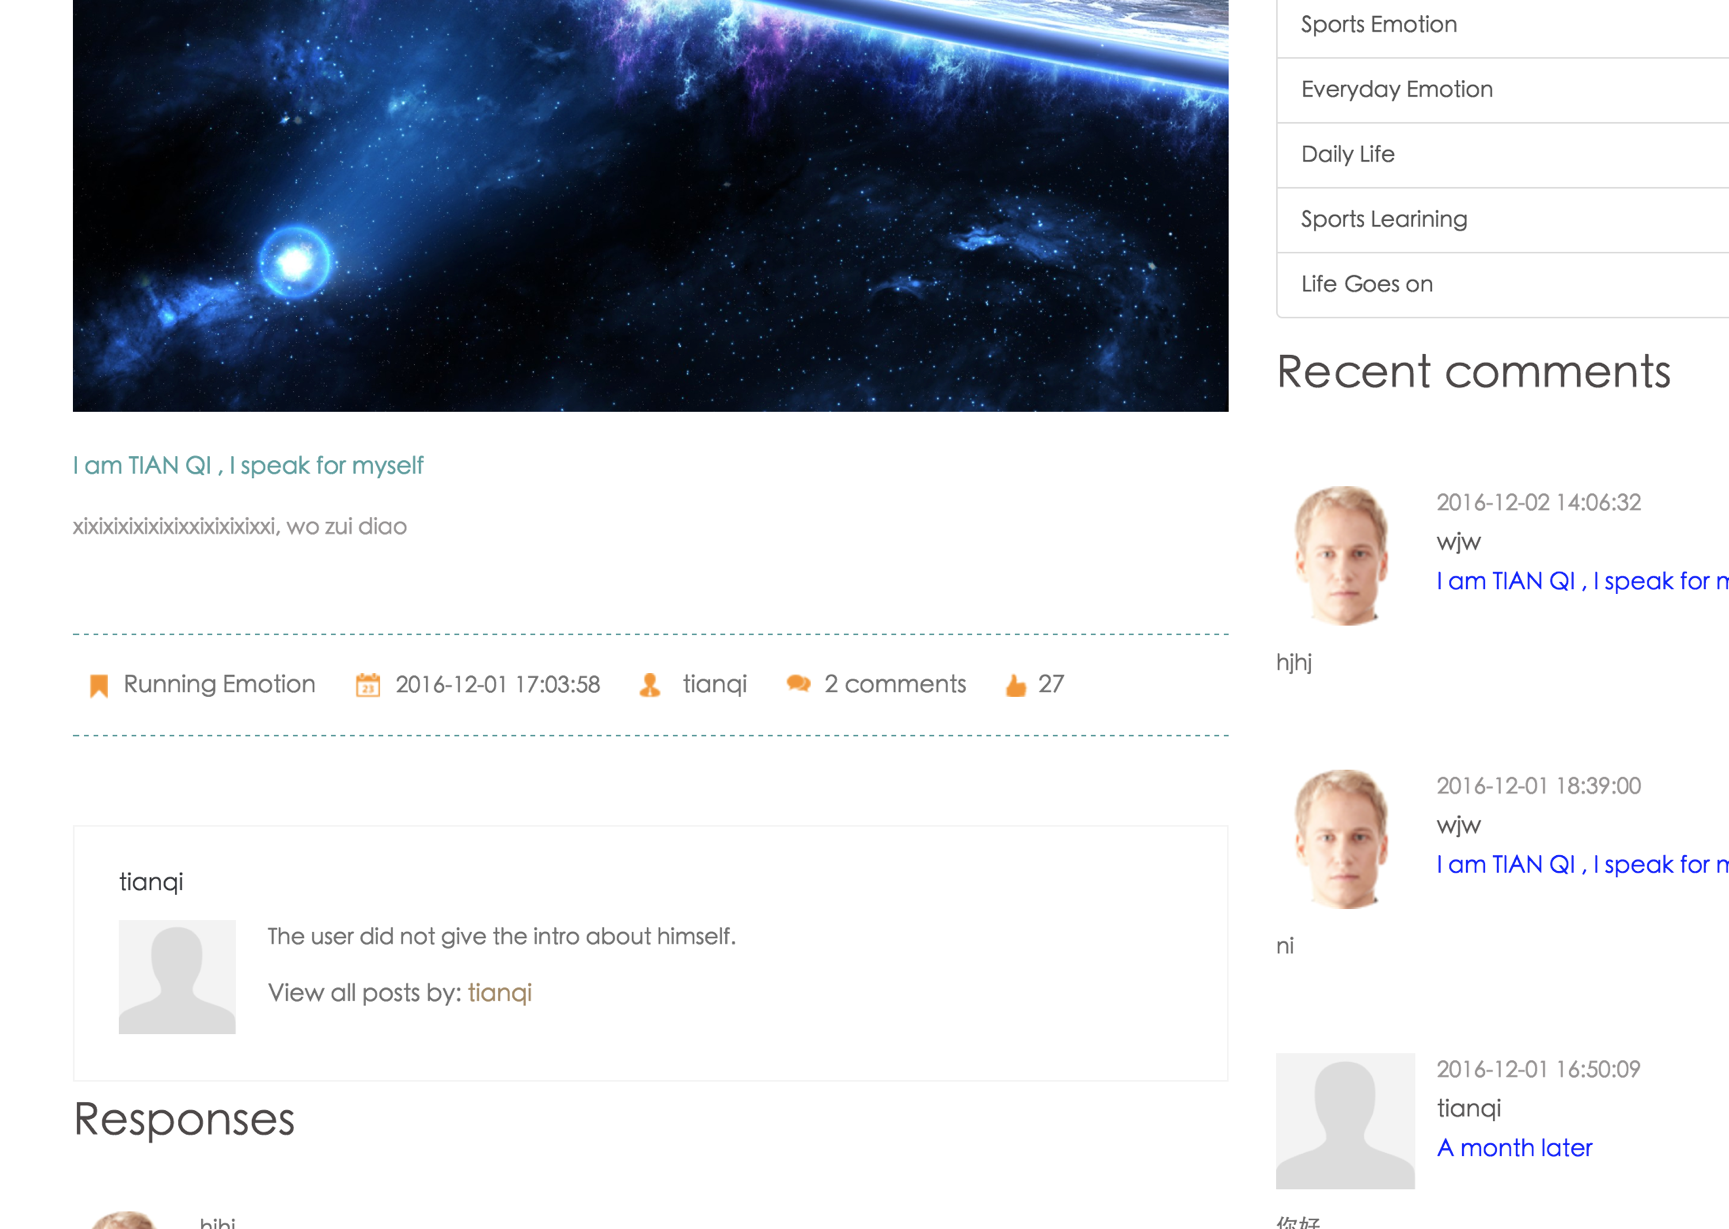 Sports Emotion
Everyday Emotion
Daily Life
Sports Learining
Life Goes on
Recent comments
I am TIAN QI , I speak for myself
xixixixixixixixxixixixixxi, wo zui diao
2016-12-02 14:06:32
wjw
I am TIAN QI , I speak for
hjhj
Running Emotion 2016-12-01 17:03:58 tianqi 2 comments 27
2016-12-01 18:39:00
wjw
I am TIAN QI , I speak for
ni
tianqi
The user did not give the intro about himself.
View all posts by: tianqi
Responses
2016-12-01 16:50:09
tianqi
A month later
你好
hjhj